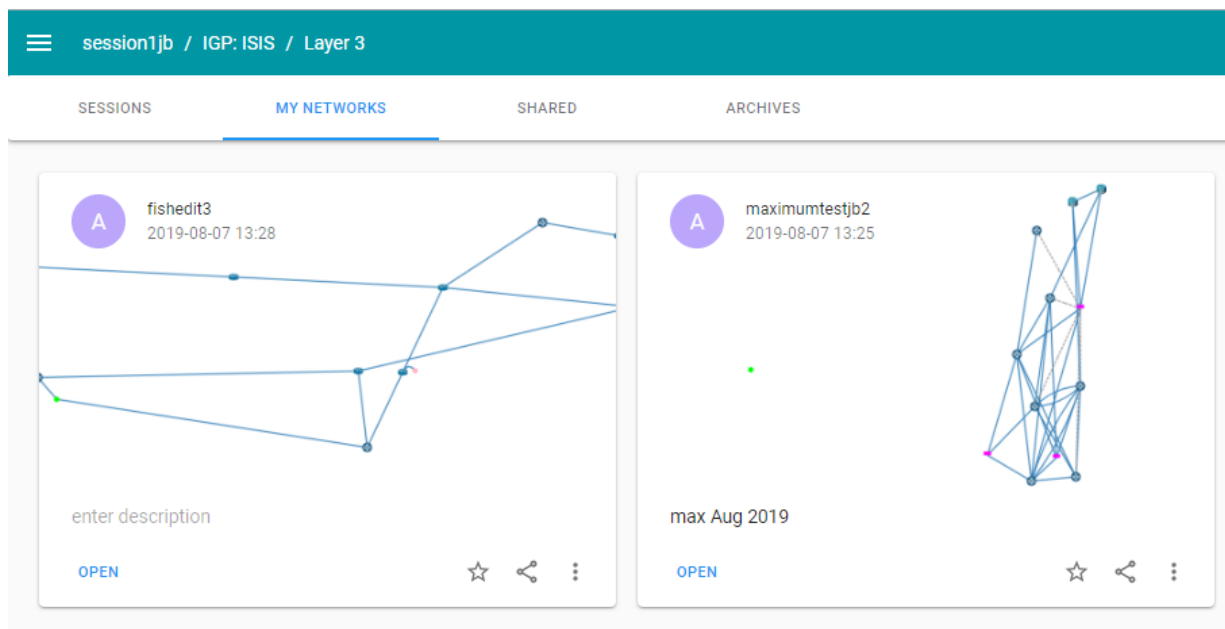 session1jb / IGP: ISIS / Layer 3
SESSIONS MY NETWORKS SHARED ARCHIVES
A fishedit3
2019-08-07 13:28
enter description
OPEN
A maximumtestjb2
2019-08-07 13:25
max Aug 2019
OPEN